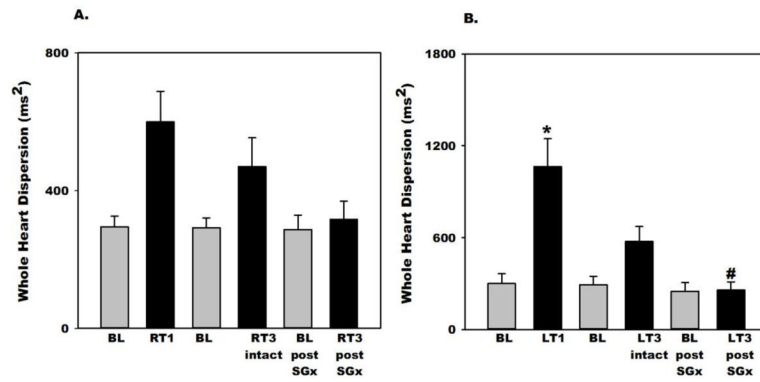 A.
Whole Heart Dispersion (ms²)
800
400
0
BL RT1 BL RT3 intact BL post SGx RT3 post SGx
B.
Whole Heart Dispersion (ms²)
1800
1200
600
0
*
#
BL LT1 BL LT3 intact BL post SGx LT3 post SGx